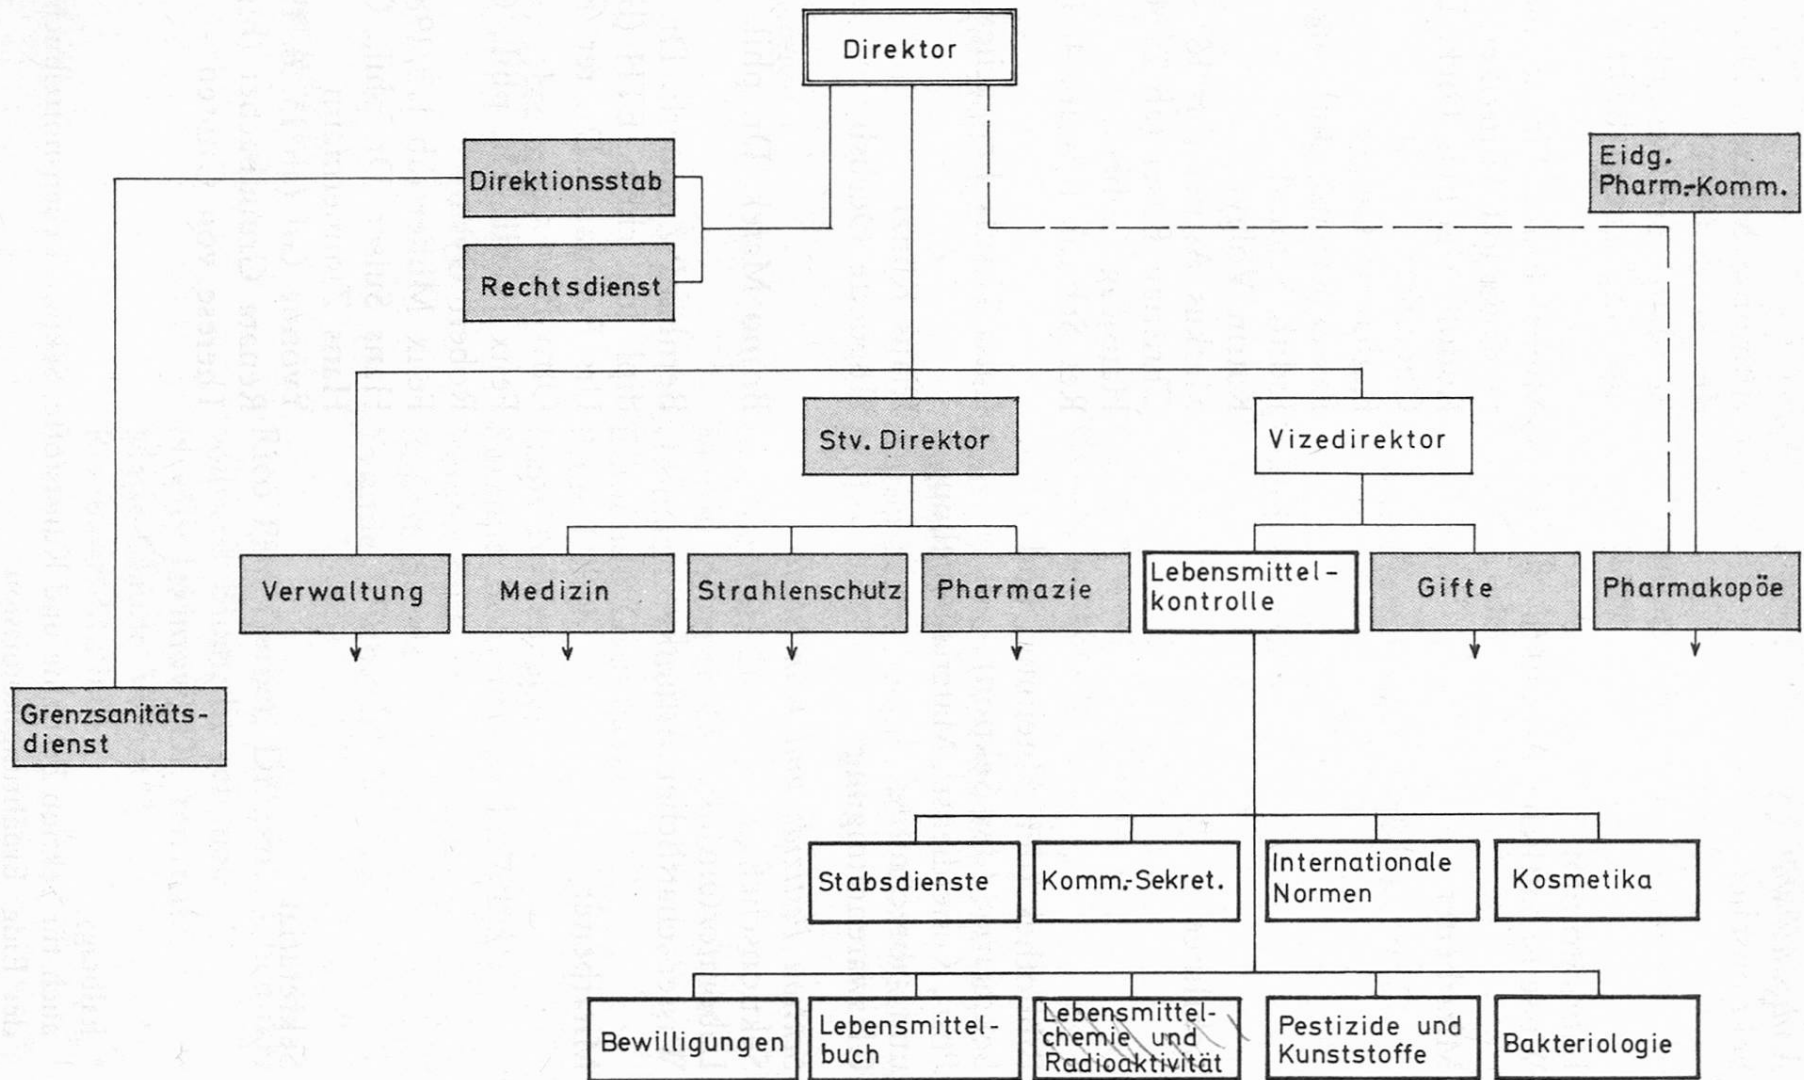 Direktor
Direktionsstab
Eidg.
Pharm.-Komm.
Rechtsdienst
Stv. Direktor
Vizedirektor
Verwaltung
Medizin
Strahlenschutz
Pharmazie
Lebensmittel-
kontrolle
Gifte
Pharmakopöe
Grenzsanitäts-
dienst
Stabsdienste
Komm.-Sekret.
Internationale
Normen
Kosmetika
Bewilligungen
Lebensmittel-
buch
Lebensmittel-
chemie und
Radioaktivität
Pestizide und
Kunststoffe
Bakteriologie